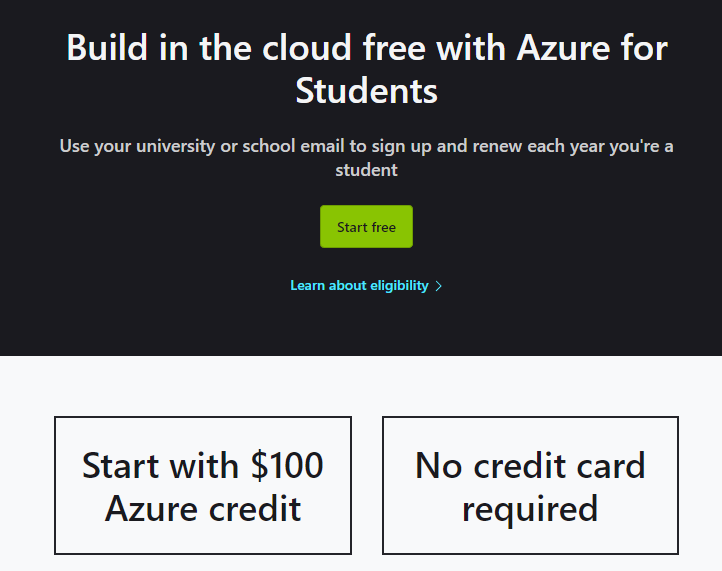 Build in the cloud free with Azure for
Students
Use your university or school email to sign up and renew each year you're a
student
Start free
Learn about eligibility
Start with $100
Azure credit
No credit card
required